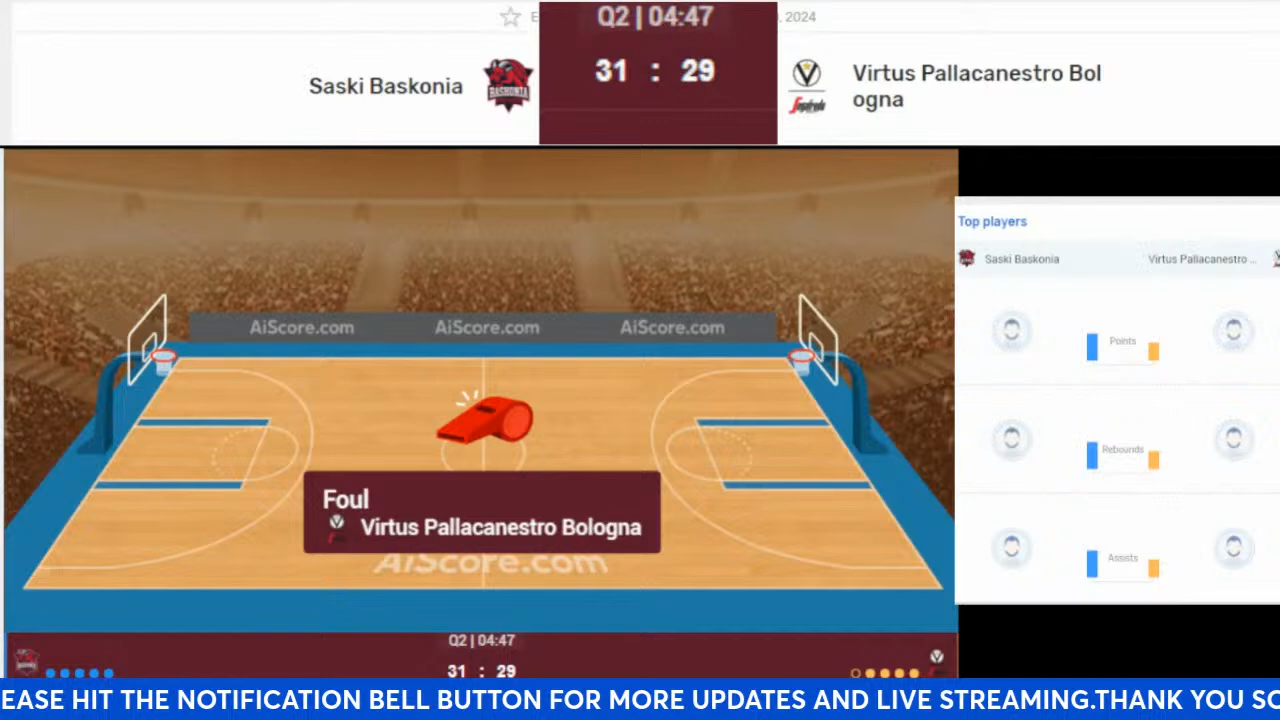 , 2024
Q2 | 04:47
31 : 29
Saski Baskonia
BASKONIA
Virtus Pallacanestro Bol
ogna
Top players
Saski Baskonia
Virtus Pallacanestro ...
Points
Rebounds
Assists
AiScore.com
AiScore.com
AiScore.com
Foul
Virtus Pallacanestro Bologna
AiScore.com
Q2 | 04:47
31 : 29
EASE HIT THE NOTIFICATION BELL BUTTON FOR MORE UPDATES AND LIVE STREAMING.THANK YOU SO